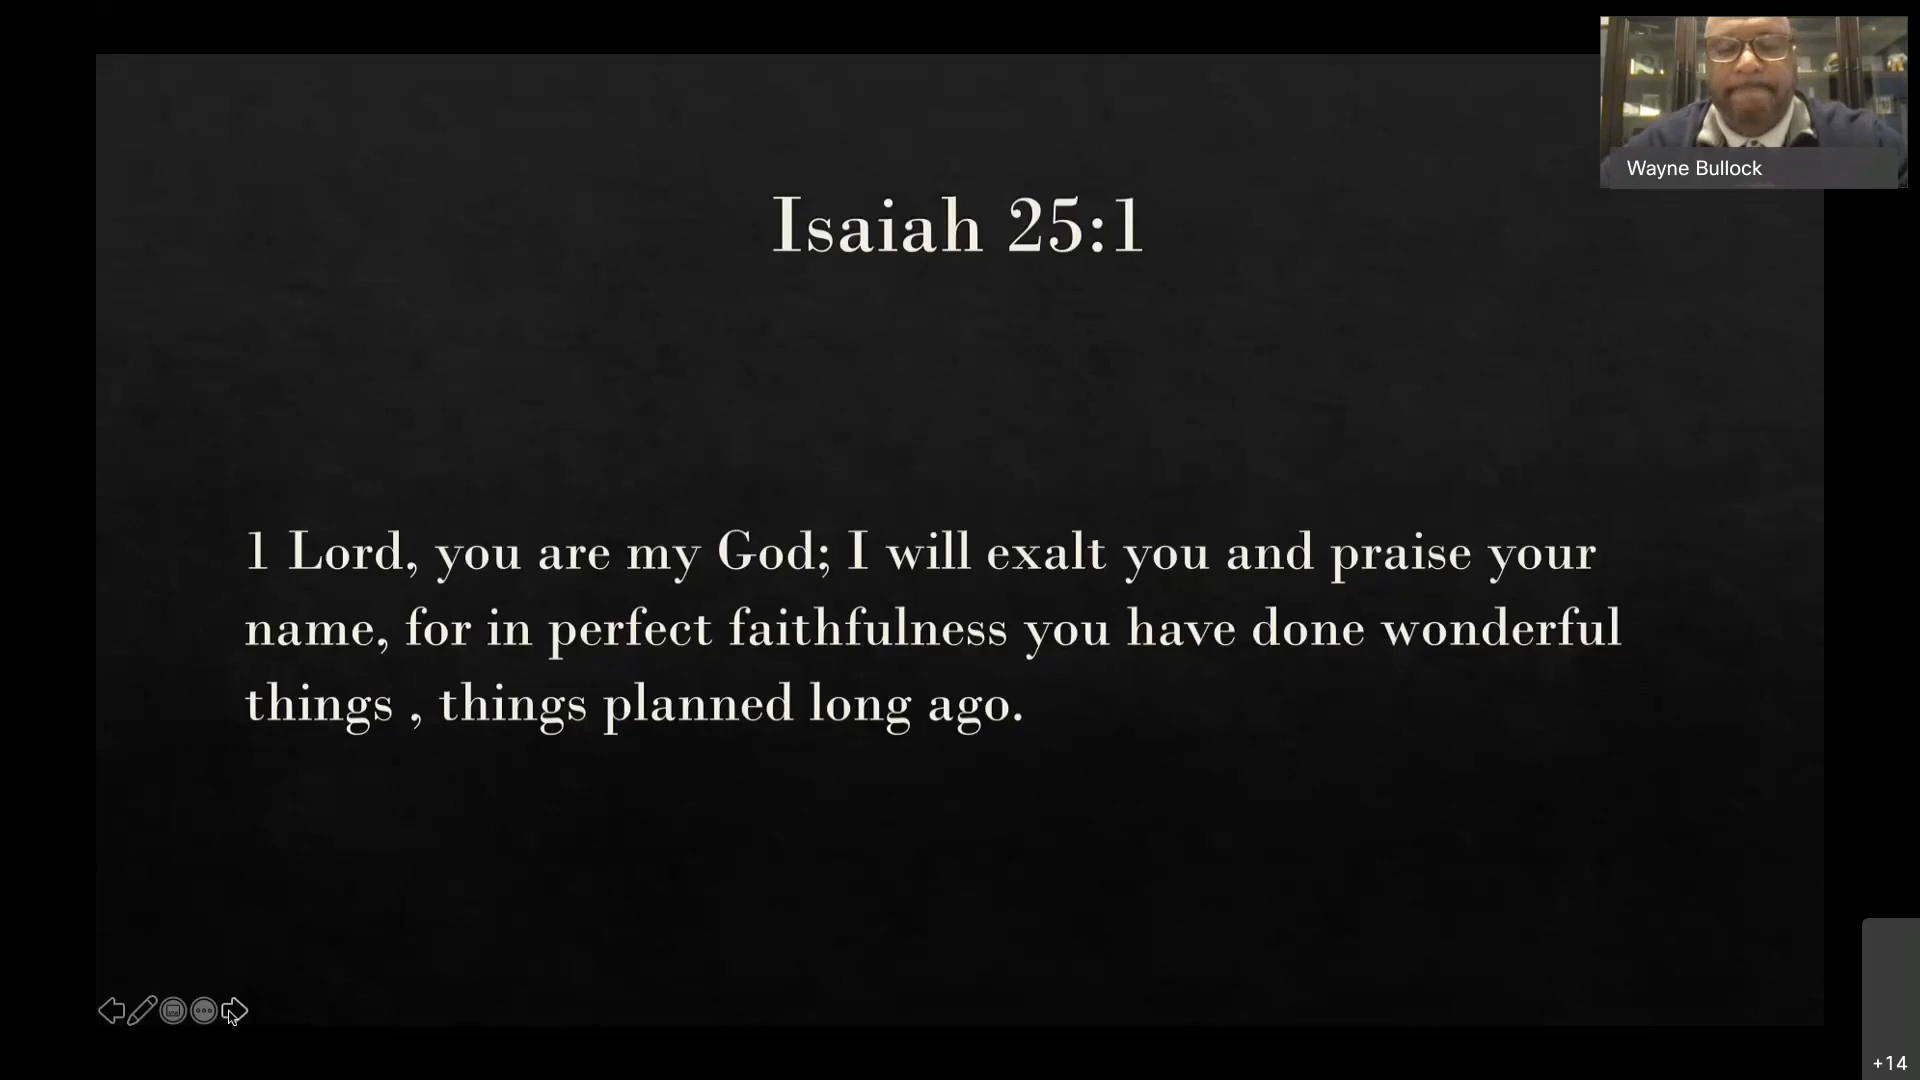 Wayne Bullock
Isaiah 25:1
1 Lord, you are my God; I will exalt you and praise your
name, for in perfect faithfulness you have done wonderful
things , things planned long ago.
+14